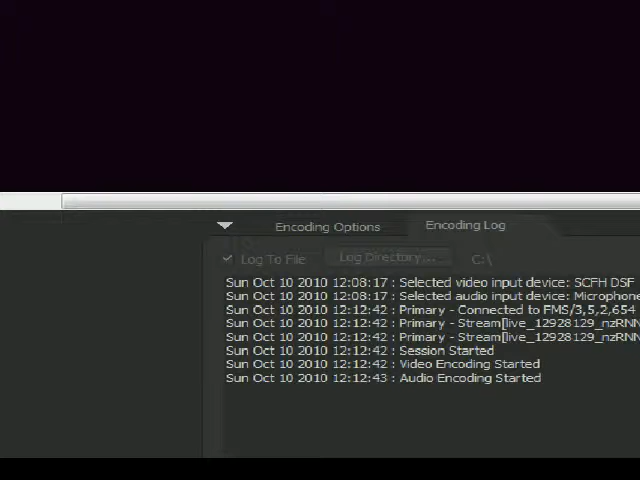 Encoding Options
Encoding Log
Log To File
Log Directory...
C:\
Sun Oct 10 2010 12:08:17 : Selected video input device: SCFH DSF
Sun Oct 10 2010 12:08:17 : Selected audio input device: Microphone
Sun Oct 10 2010 12:12:42 : Primary - Connected to FMS/3,5,2,654
Sun Oct 10 2010 12:12:42 : Primary - Stream[live_12928129_nzRNN
Sun Oct 10 2010 12:12:42 : Primary - Stream[live_12928129_nzRNN
Sun Oct 10 2010 12:12:42 : Session Started
Sun Oct 10 2010 12:12:42 : Video Encoding Started
Sun Oct 10 2010 12:12:43 : Audio Encoding Started